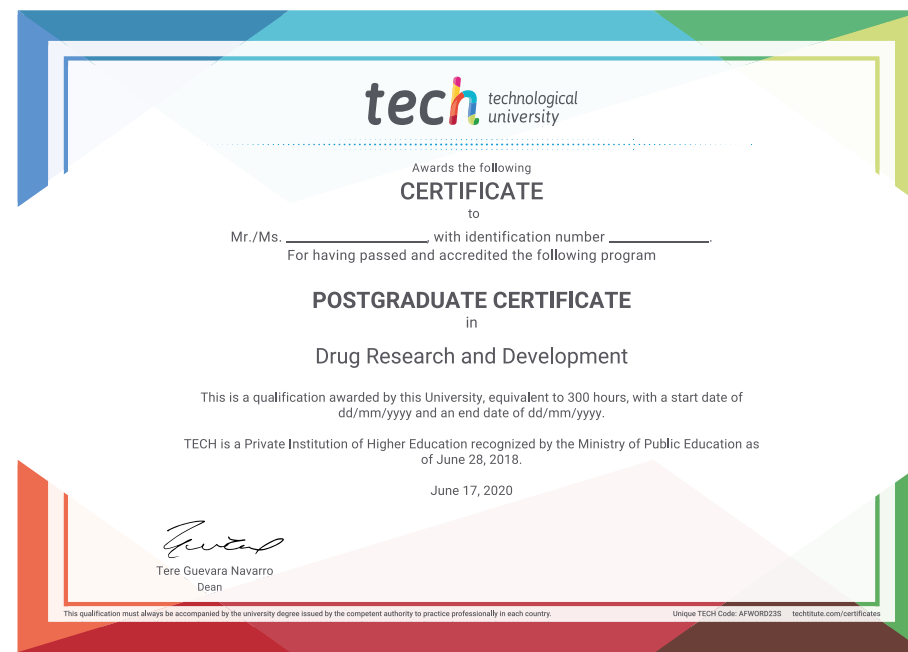 tech technological
university
Awards the following
CERTIFICATE
to
Mr./Ms. ____________, with identification number ____________.
For having passed and accredited the following program
POSTGRADUATE CERTIFICATE
in
Drug Research and Development
This is a qualification awarded by this University, equivalent to 300 hours, with a start date of
dd/mm/yyyy and an end date of dd/mm/yyyy.
TECH is a Private Institution of Higher Education recognized by the Ministry of Public Education as
of June 28, 2018.
June 17, 2020
Tere Guevara Navarro
Dean
This qualification must always be accompanied by the university degree issued by the competent authority to practice professionally in each country. Unique TECH Code: AFWORD23S techtitute.com/certificates